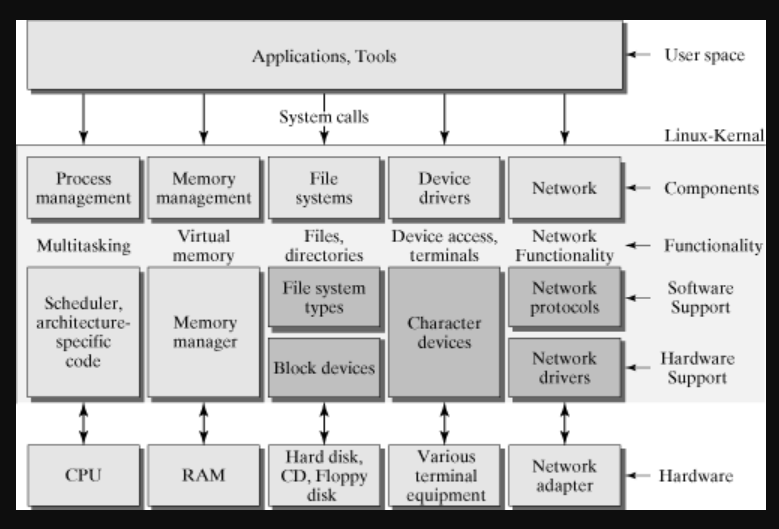 Applications, Tools
User space
System calls
Linux-Kernal
Process
management
Memory
management
File
systems
Device
drivers
Network
Components
Multitasking
Virtual
memory
Files,
directories
Device access,
terminals
Network
Functionality
Functionality
Scheduler,
architecture-
specific
code
Memory
manager
File system
types
Block devices
Character
devices
Network
protocols
Software
Support
Network
drivers
Hardware
Support
CPU
RAM
Hard disk,
CD, Floppy
disk
Various
terminal
equipment
Network
adapter
Hardware